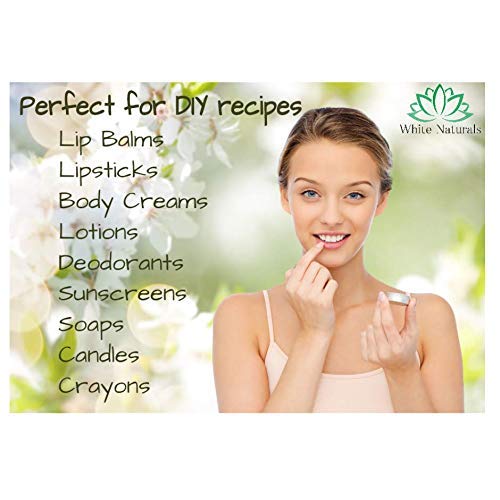 Perfect for DIY recipes
Lip Balms
Lipsticks
Body Creams
Lotions
Deodorants
Sunscreens
Soaps
Candles
Crayons
White Naturals